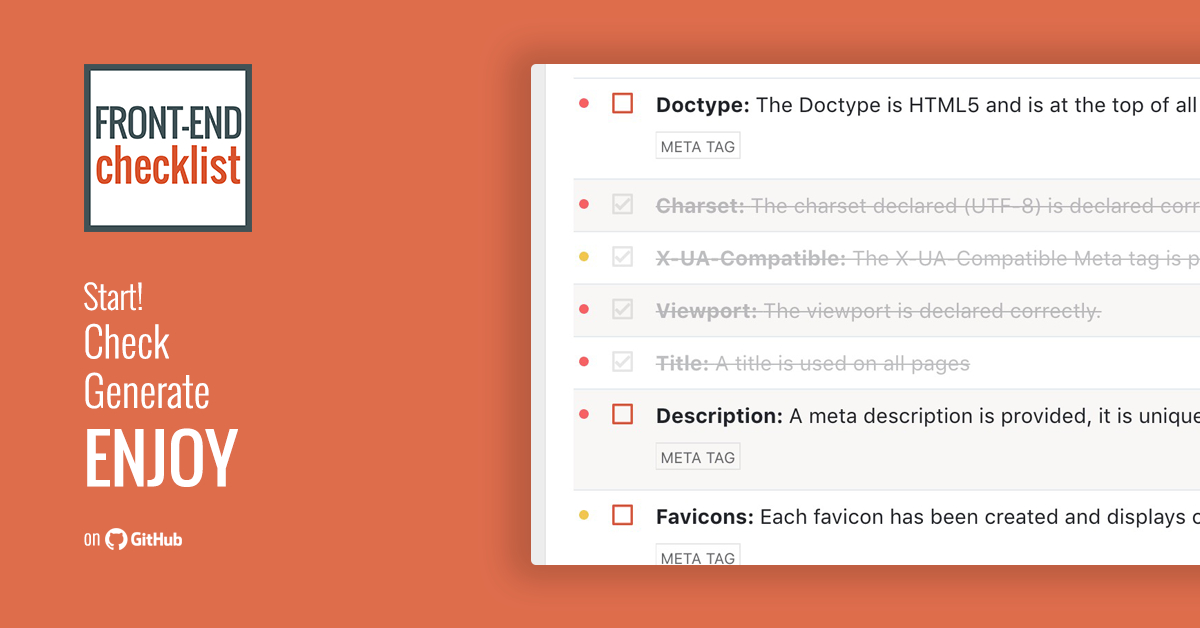 FRONT-END
checklist
Start!
Check
Generate
ENJOY
on GitHub
Doctype: The Doctype is HTML5 and is at the top of all
META TAG
Charset: The charset declared (UTF-8) is declared corr
X-UA-Compatible: The X-UA-Compatible Meta tag is p
Viewport: The viewport is declared correctly.
Title: A title is used on all pages
Description: A meta description is provided, it is unique
META TAG
Favicons: Each favicon has been created and displays c
META TAG